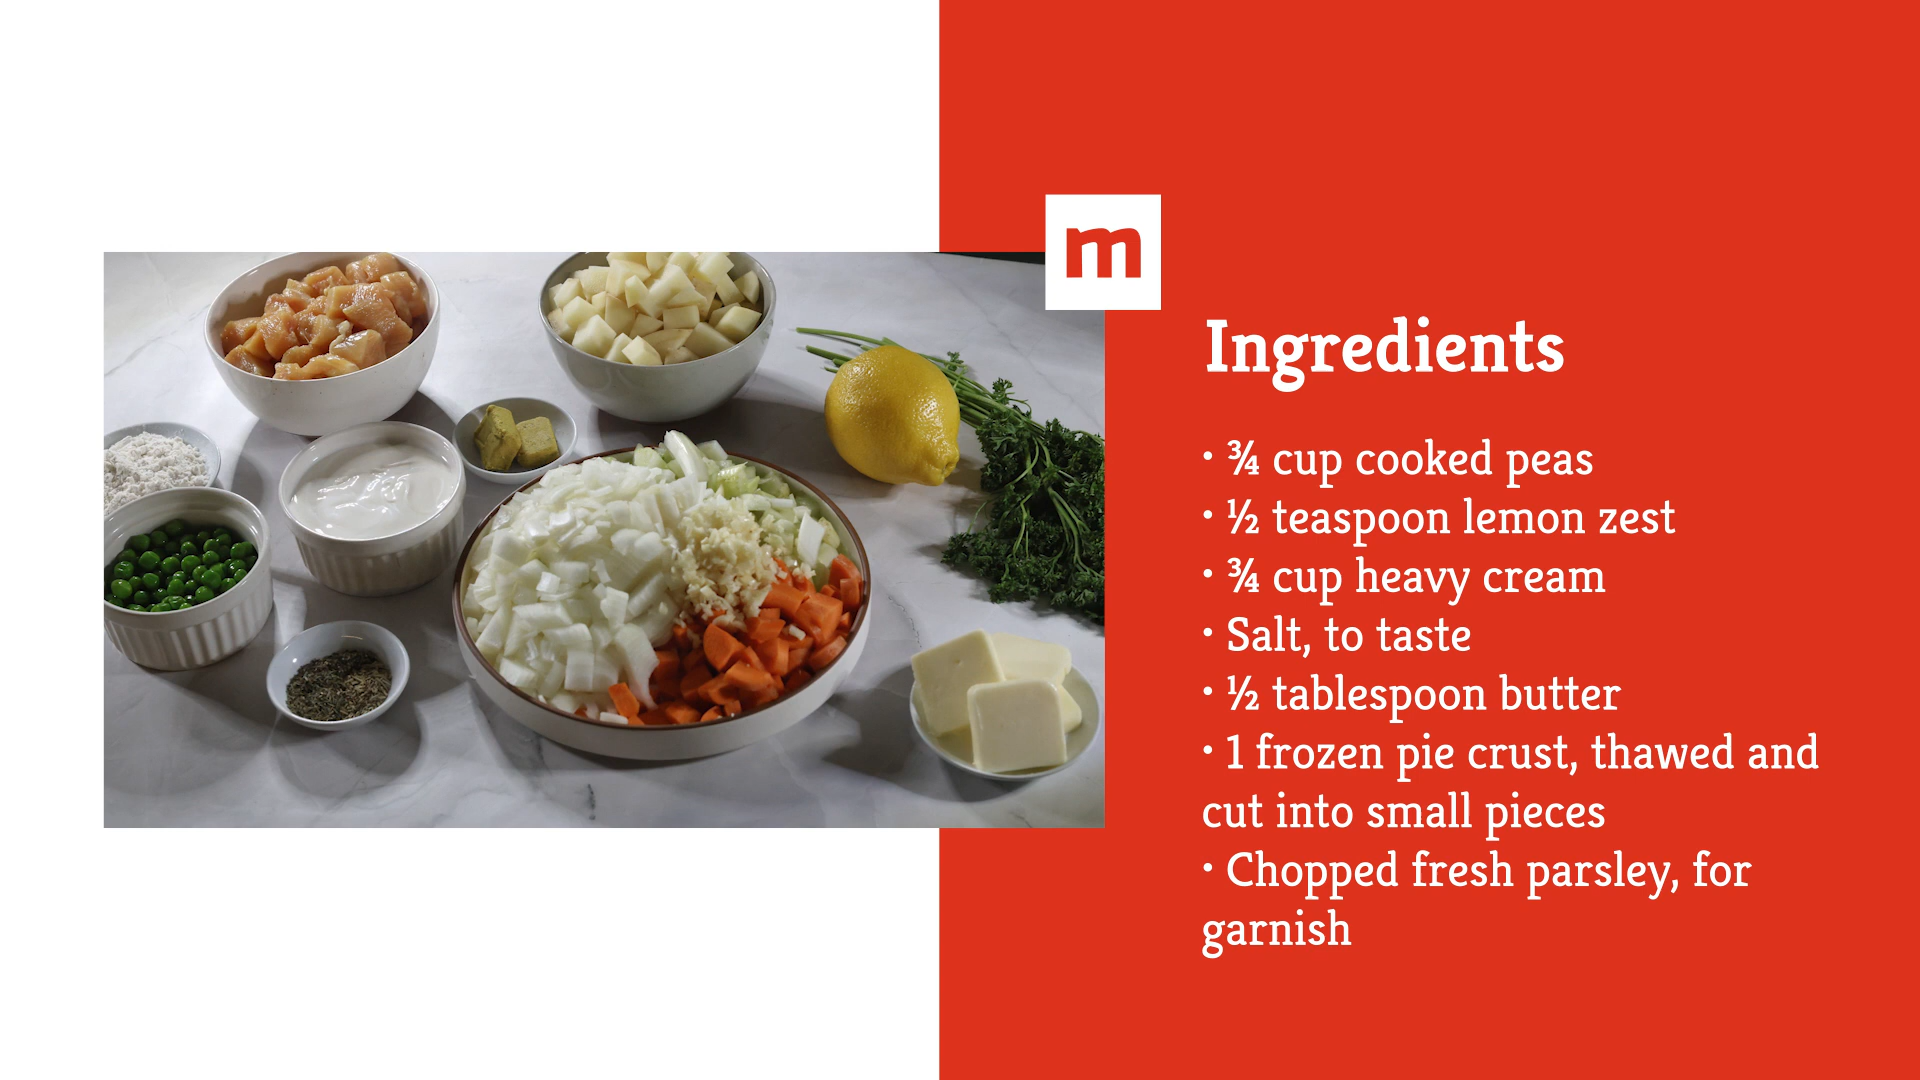 m
Ingredients
• ¾ cup cooked peas
• ½ teaspoon lemon zest
• ¾ cup heavy cream
• Salt, to taste
• ½ tablespoon butter
• 1 frozen pie crust, thawed and
cut into small pieces
• Chopped fresh parsley, for
garnish